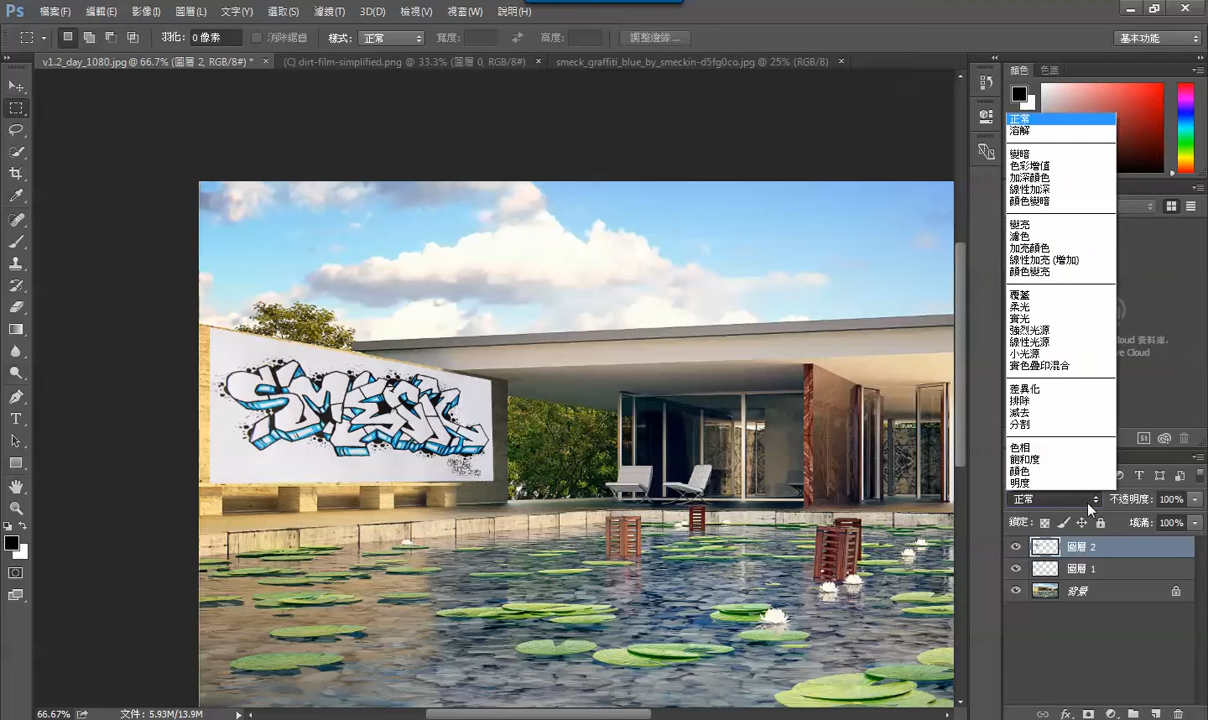 Ps 檔案(F) 編輯(E) 影像(I) 圖層(L) 文字(Y) 選取(S) 濾鏡(T) 3D(D) 檢視(V) 視窗(W) 說明(H)
羽化: 0 像素 消除鋸齒 樣式: 正常 寬度: 高度: 調整邊緣... 基本功能
v1.2_day_1080.jpg @ 66.7% (圖層 2, RGB/8#) * × (C) dirt-film-simplified.png @ 33.3% (圖層 0, RGB/8#) × smeck_graffiti_blue_by_smeckin-d5fg0co.jpg @ 25% (RGB/8) ×
顏色 色票
正常
溶解
變暗
色彩增值
加深顏色
線性加深
顏色變暗
變亮
濾色
加亮顏色
線性加亮 (增加)
顏色變亮
覆蓋
柔光
實光
強烈光源
線性光源
小光源
實色疊印混合
差異化
排除
減去
分割
色相
飽和度
顏色
明度
Cloud 資料庫,
ve Cloud
SMECK
正常 不透明度: 100%
鎖定: 填滿: 100%
圖層 2
圖層 1
背景
66.67% 文件: 5.93M/13.9M